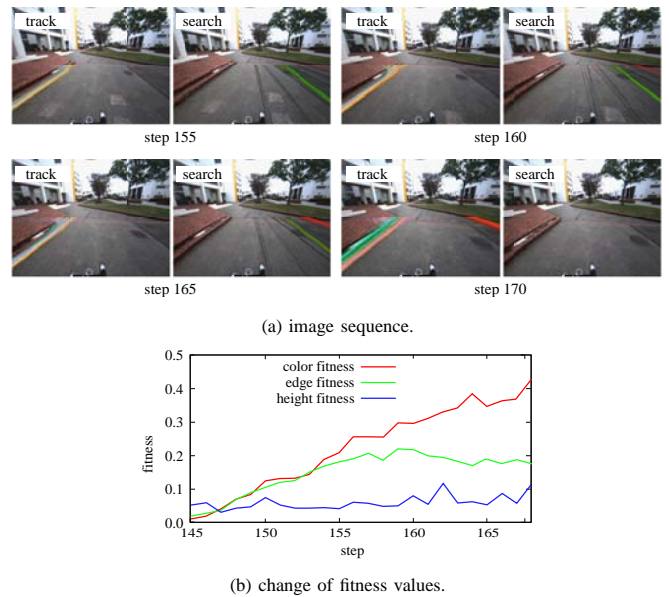 track search track search
step 155 step 160
track search track search
step 165 step 170
(a) image sequence.
0.5
color fitness
edge fitness
0.4
height fitness
0.3
fitness
0.2
0.1
0.0
145 150 155 160 165
step
(b) change of fitness values.